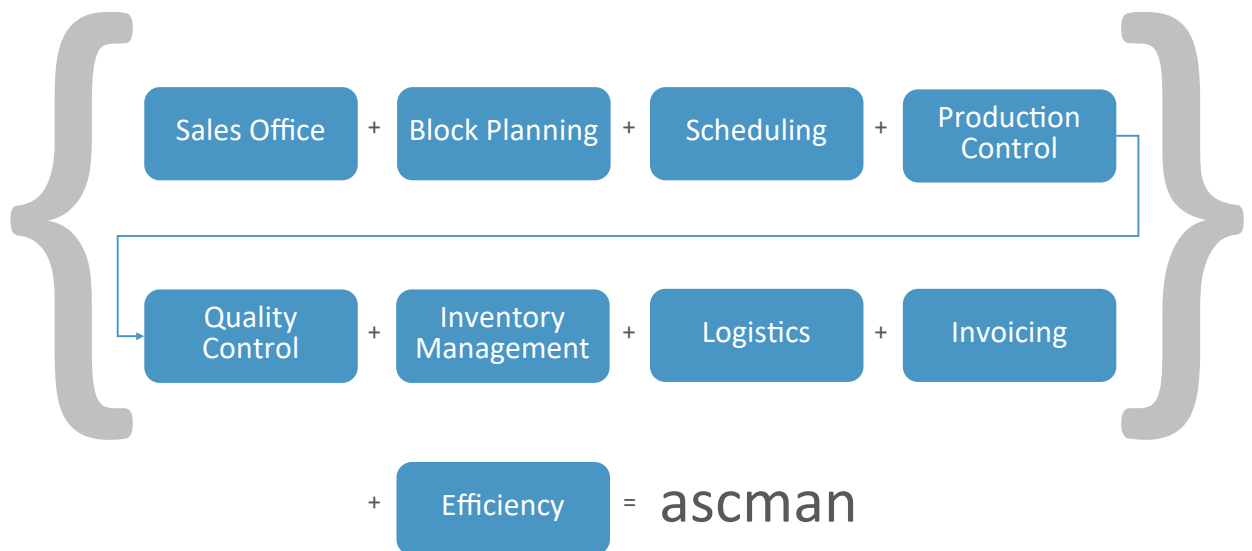 Sales Office + Block Planning + Scheduling + Production Control
Quality Control + Inventory Management + Logistics + Invoicing
+ Efficiency = ascman